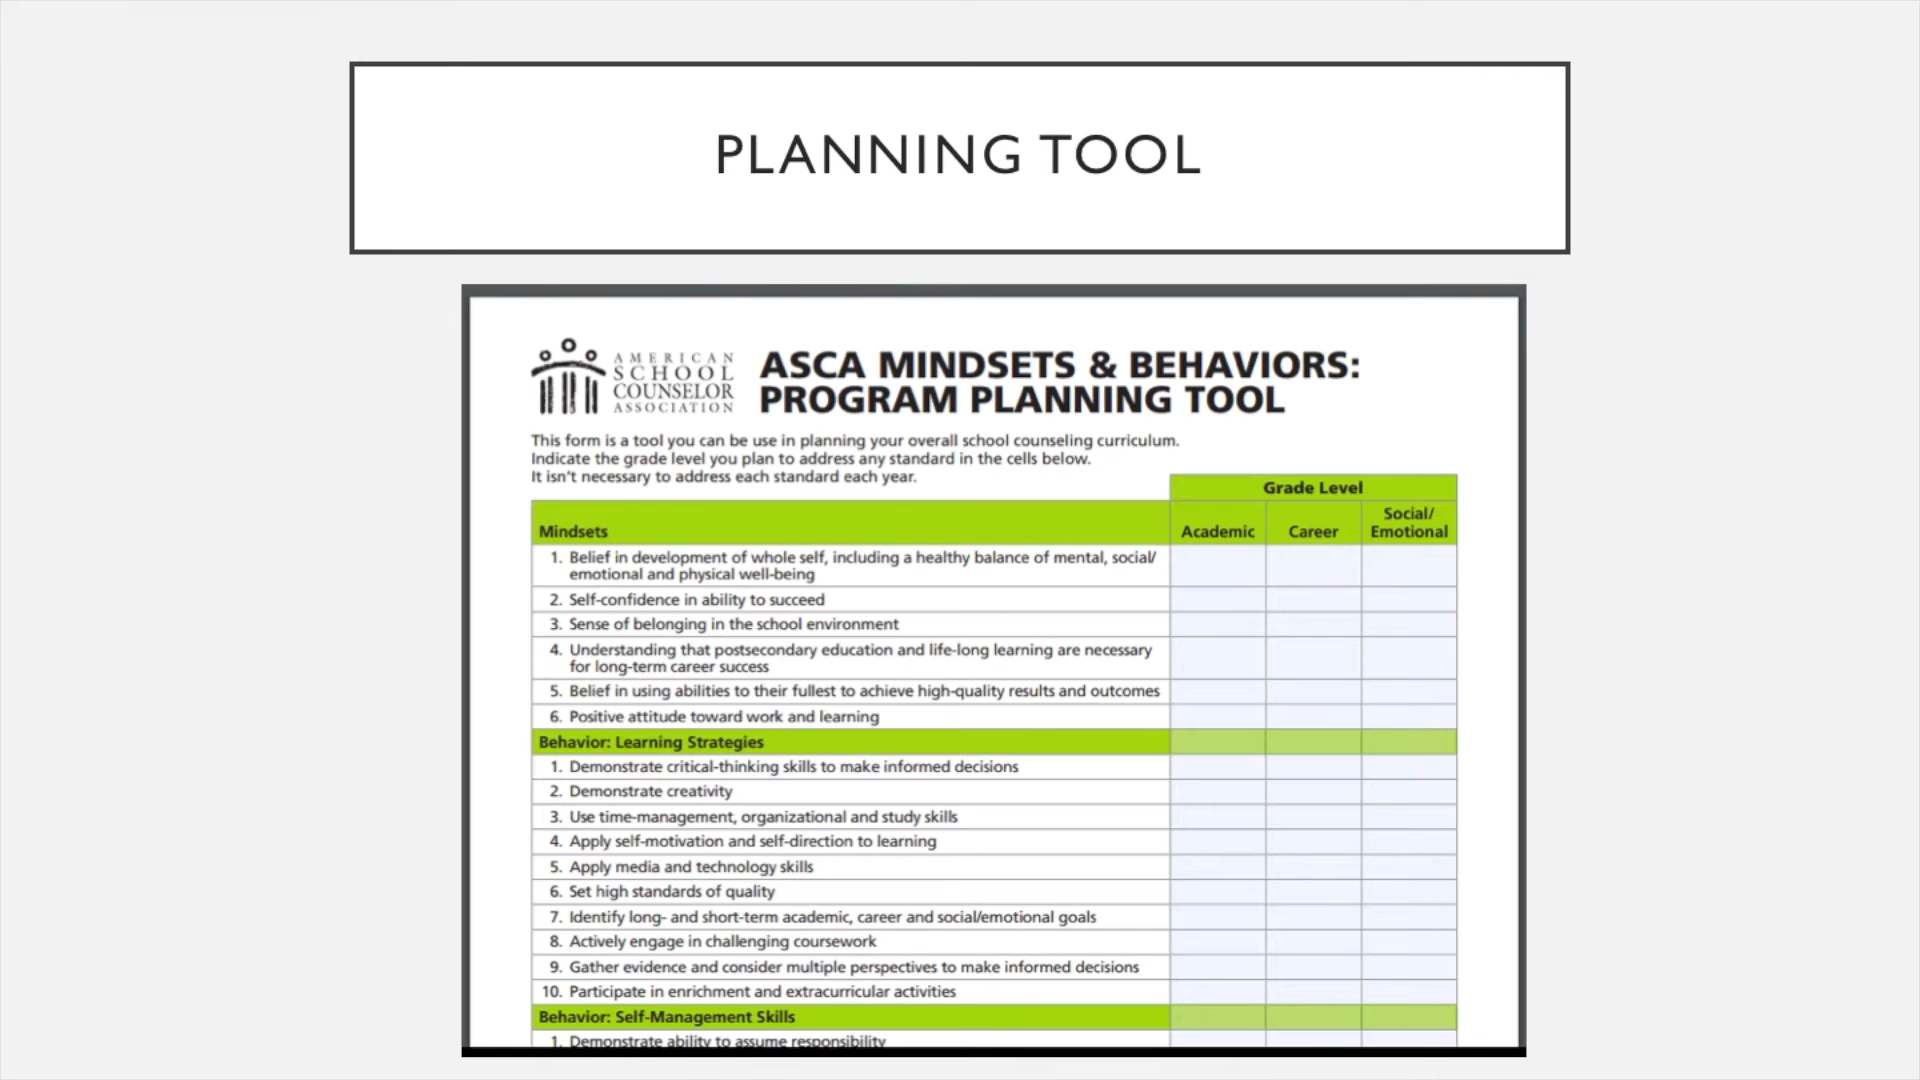 PLANNING TOOL
AMERICAN
SCHOOL
COUNSELOR
ASSOCIATION
ASCA MINDSETS & BEHAVIORS:
PROGRAM PLANNING TOOL
This form is a tool you can be use in planning your overall school counseling curriculum.
Indicate the grade level you plan to address any standard in the cells below.
It isn't necessary to address each standard each year.
Grade Level
Mindsets
Academic
Career
Social/
Emotional
1. Belief in development of whole self, including a healthy balance of mental, social/
emotional and physical well-being
2. Self-confidence in ability to succeed
3. Sense of belonging in the school environment
4. Understanding that postsecondary education and life-long learning are necessary
for long-term career success
5. Belief in using abilities to their fullest to achieve high-quality results and outcomes
6. Positive attitude toward work and learning
Behavior: Learning Strategies
1. Demonstrate critical-thinking skills to make informed decisions
2. Demonstrate creativity
3. Use time-management, organizational and study skills
4. Apply self-motivation and self-direction to learning
5. Apply media and technology skills
6. Set high standards of quality
7. Identify long- and short-term academic, career and social/emotional goals
8. Actively engage in challenging coursework
9. Gather evidence and consider multiple perspectives to make informed decisions
10. Participate in enrichment and extracurricular activities
Behavior: Self-Management Skills
1. Demonstrate ability to assume responsibility